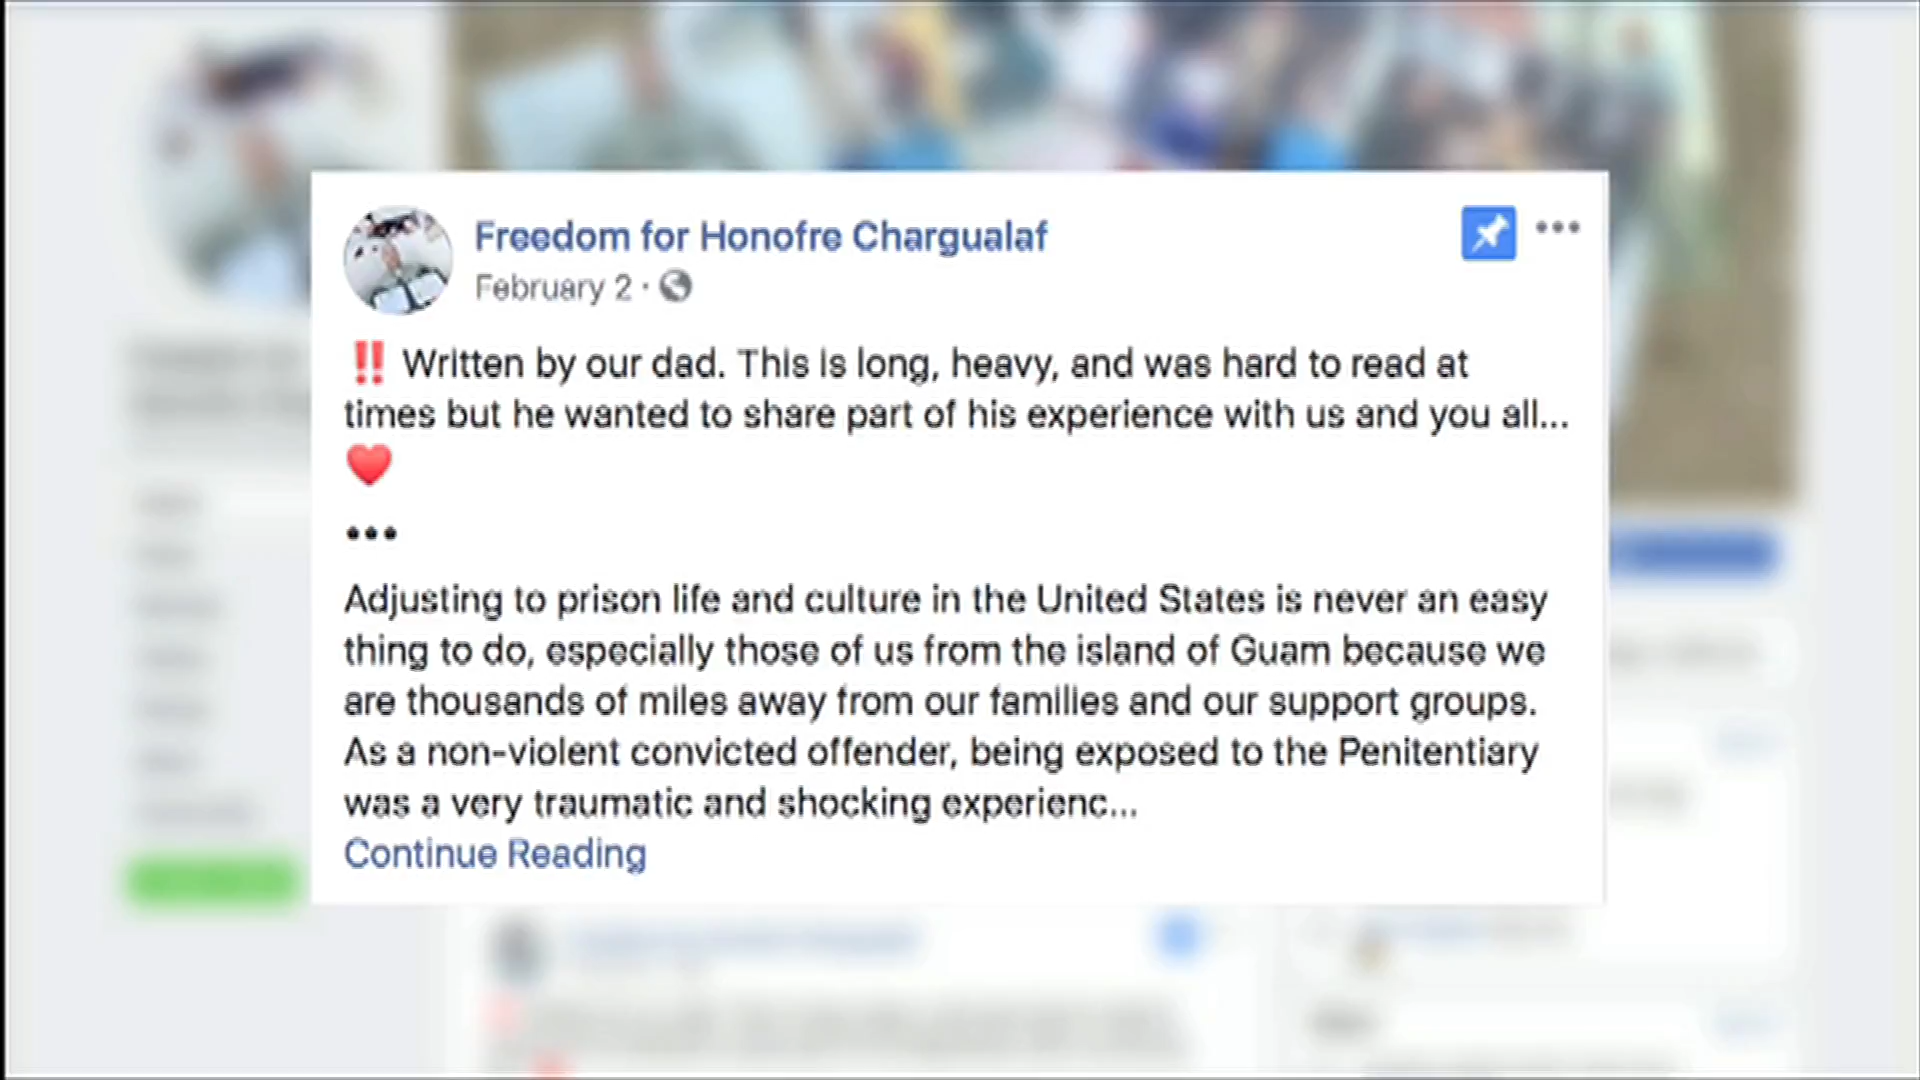 Freedom for Honofre Chargualaf
February 2 ·
‼️ Written by our dad. This is long, heavy, and was hard to read at
times but he wanted to share part of his experience with us and you all...
❤️
•••
Adjusting to prison life and culture in the United States is never an easy
thing to do, especially those of us from the island of Guam because we
are thousands of miles away from our families and our support groups.
As a non-violent convicted offender, being exposed to the Penitentiary
was a very traumatic and shocking experienc...
Continue Reading